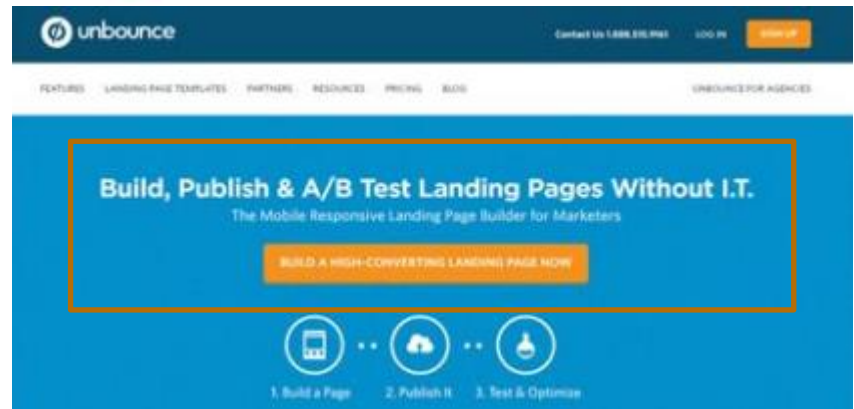 unbounce
Contact Us LOG IN SIGN UP
FEATURES LANDING PAGE TEMPLATES PARTNERS RESOURCES PRICING BLOG UNBOUNCE FOR AGENCIES
Build, Publish & A/B Test Landing Pages Without I.T.
The Mobile Responsive Landing Page Builder for Marketers
BUILD A HIGH-CONVERTING LANDING PAGE NOW
1. Build a Page 2. Publish It 3. Test & Optimize